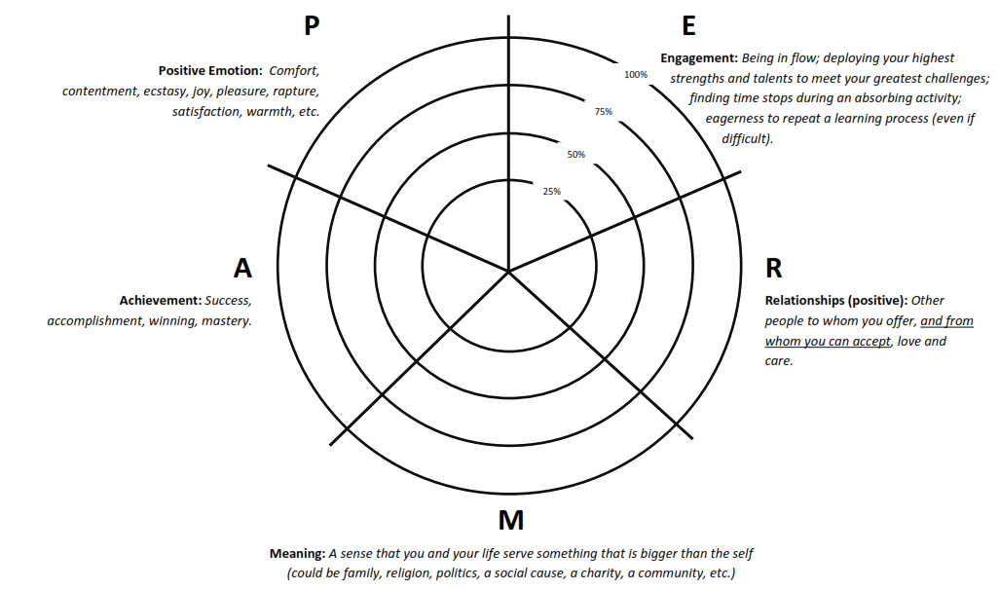 P
E
Positive Emotion: Comfort,
contentment, ecstasy, joy, pleasure, rapture,
satisfaction, warmth, etc.
Engagement: Being in flow; deploying your highest
strengths and talents to meet your greatest challenges;
finding time stops during an absorbing activity;
eagerness to repeat a learning process (even if
difficult).
100%
75%
50%
25%
A
Achievement: Success,
accomplishment, winning, mastery.
R
Relationships (positive): Other
people to whom you offer, and from
whom you can accept, love and
care.
M
Meaning: A sense that you and your life serve something that is bigger than the self
(could be family, religion, politics, a social cause, a charity, a community, etc.)